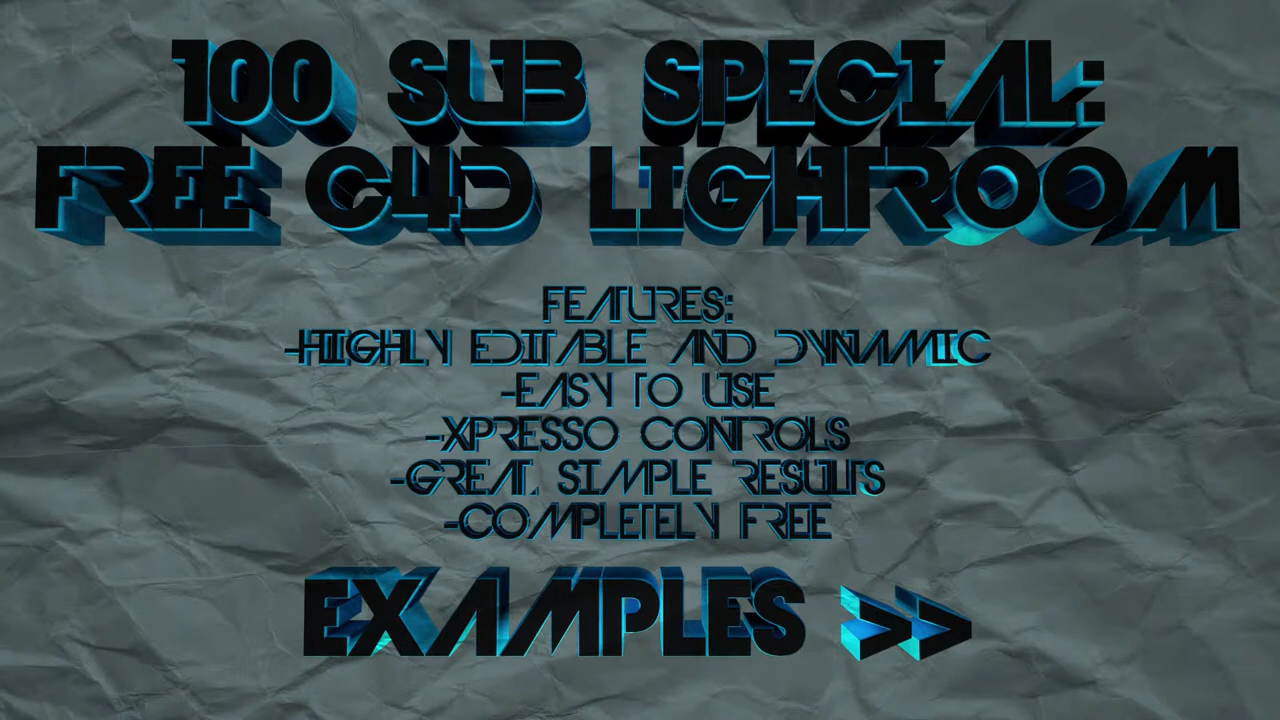 100 SUB SPECIAL:
FREE C4D LIGHTROOM
FEATURES:
-HIGHLY EDITABLE AND DYNAMIC
-EASY TO USE
-XPRESSO CONTROLS
-GREAT, SIMPLE RESULTS
-COMPLETELY FREE
EXAMPLES >>